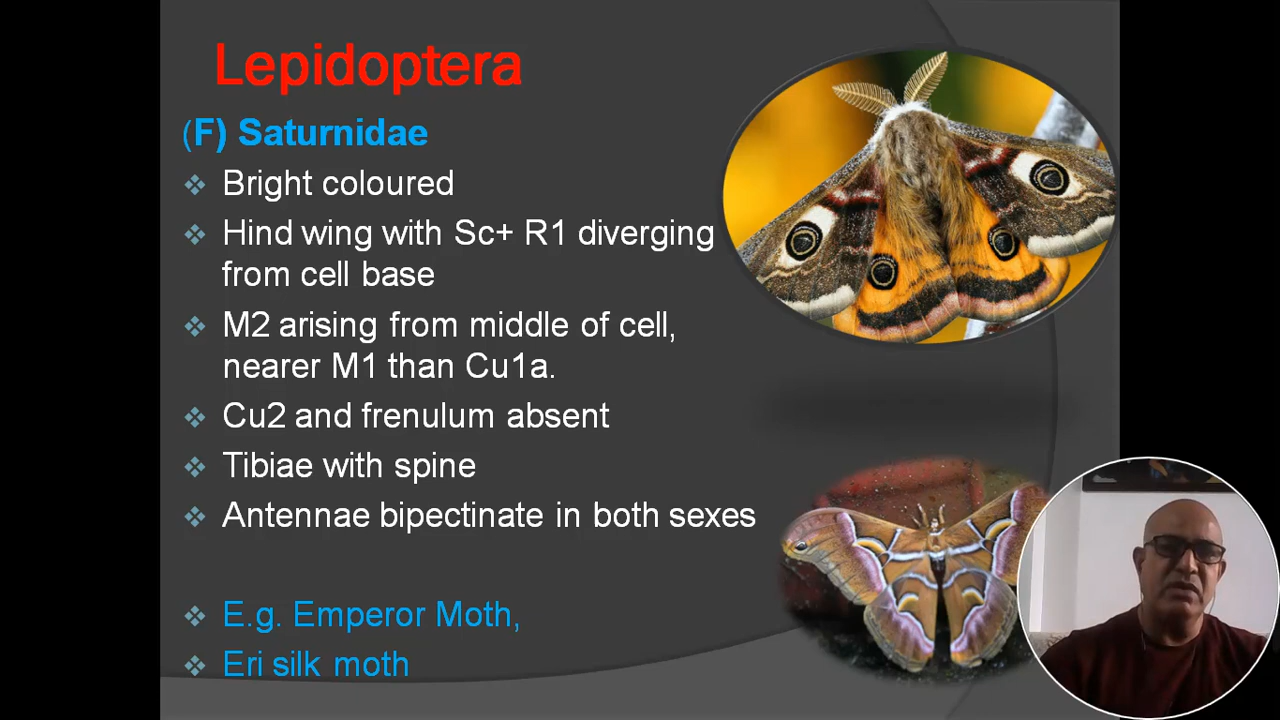 Lepidoptera
(F) Saturnidae
Bright coloured
Hind wing with Sc+ R1 diverging
from cell base
M2 arising from middle of cell,
nearer M1 than Cu1a.
Cu2 and frenulum absent
Tibiae with spine
Antennae bipectinate in both sexes
E.g. Emperor Moth,
Eri silk moth